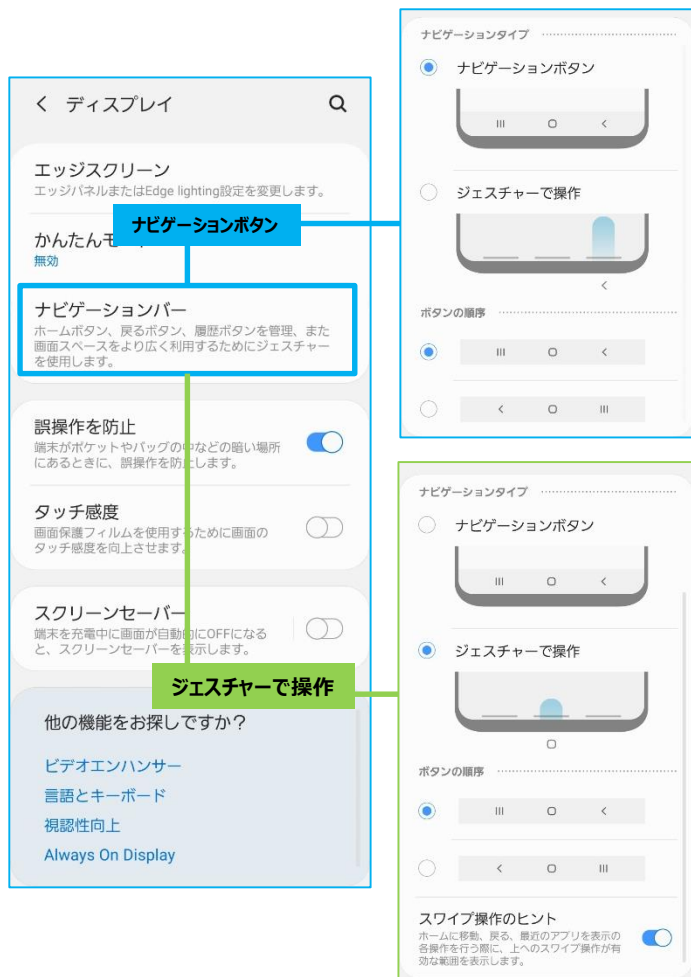 ディスプレイ
エッジスクリーン
エッジパネルまたはEdge lighting設定を変更します。
ナビゲーションボタン
かんたんモ
無効
ナビゲーションバー
ホームボタン、戻るボタン、履歴ボタンを管理、また
画面スペースをより広く利用するためにジェスチャー
を使用します。
誤操作を防止
端末がポケットやバッグの中などの暗い場所
にあるときに、誤操作を防止します。
タッチ感度
画面保護フィルムを使用するために画面の
タッチ感度を向上させます。
スクリーンセーバー
端末を充電中に画面が自動的にOFFになる
と、スクリーンセーバーを表示します。
ジェスチャーで操作
他の機能をお探しですか？
ビデオエンハンサー
言語とキーボード
視認性向上
Always On Display
ナビゲーションタイプ
ナビゲーションボタン
ジェスチャーで操作
ボタンの順序
ナビゲーションタイプ
ナビゲーションボタン
ジェスチャーで操作
ボタンの順序
スワイプ操作のヒント
ホームに移動、戻る、最近のアプリを表示の
各操作を行う際に、上へのスワイプ操作が有
効な範囲を表示します。